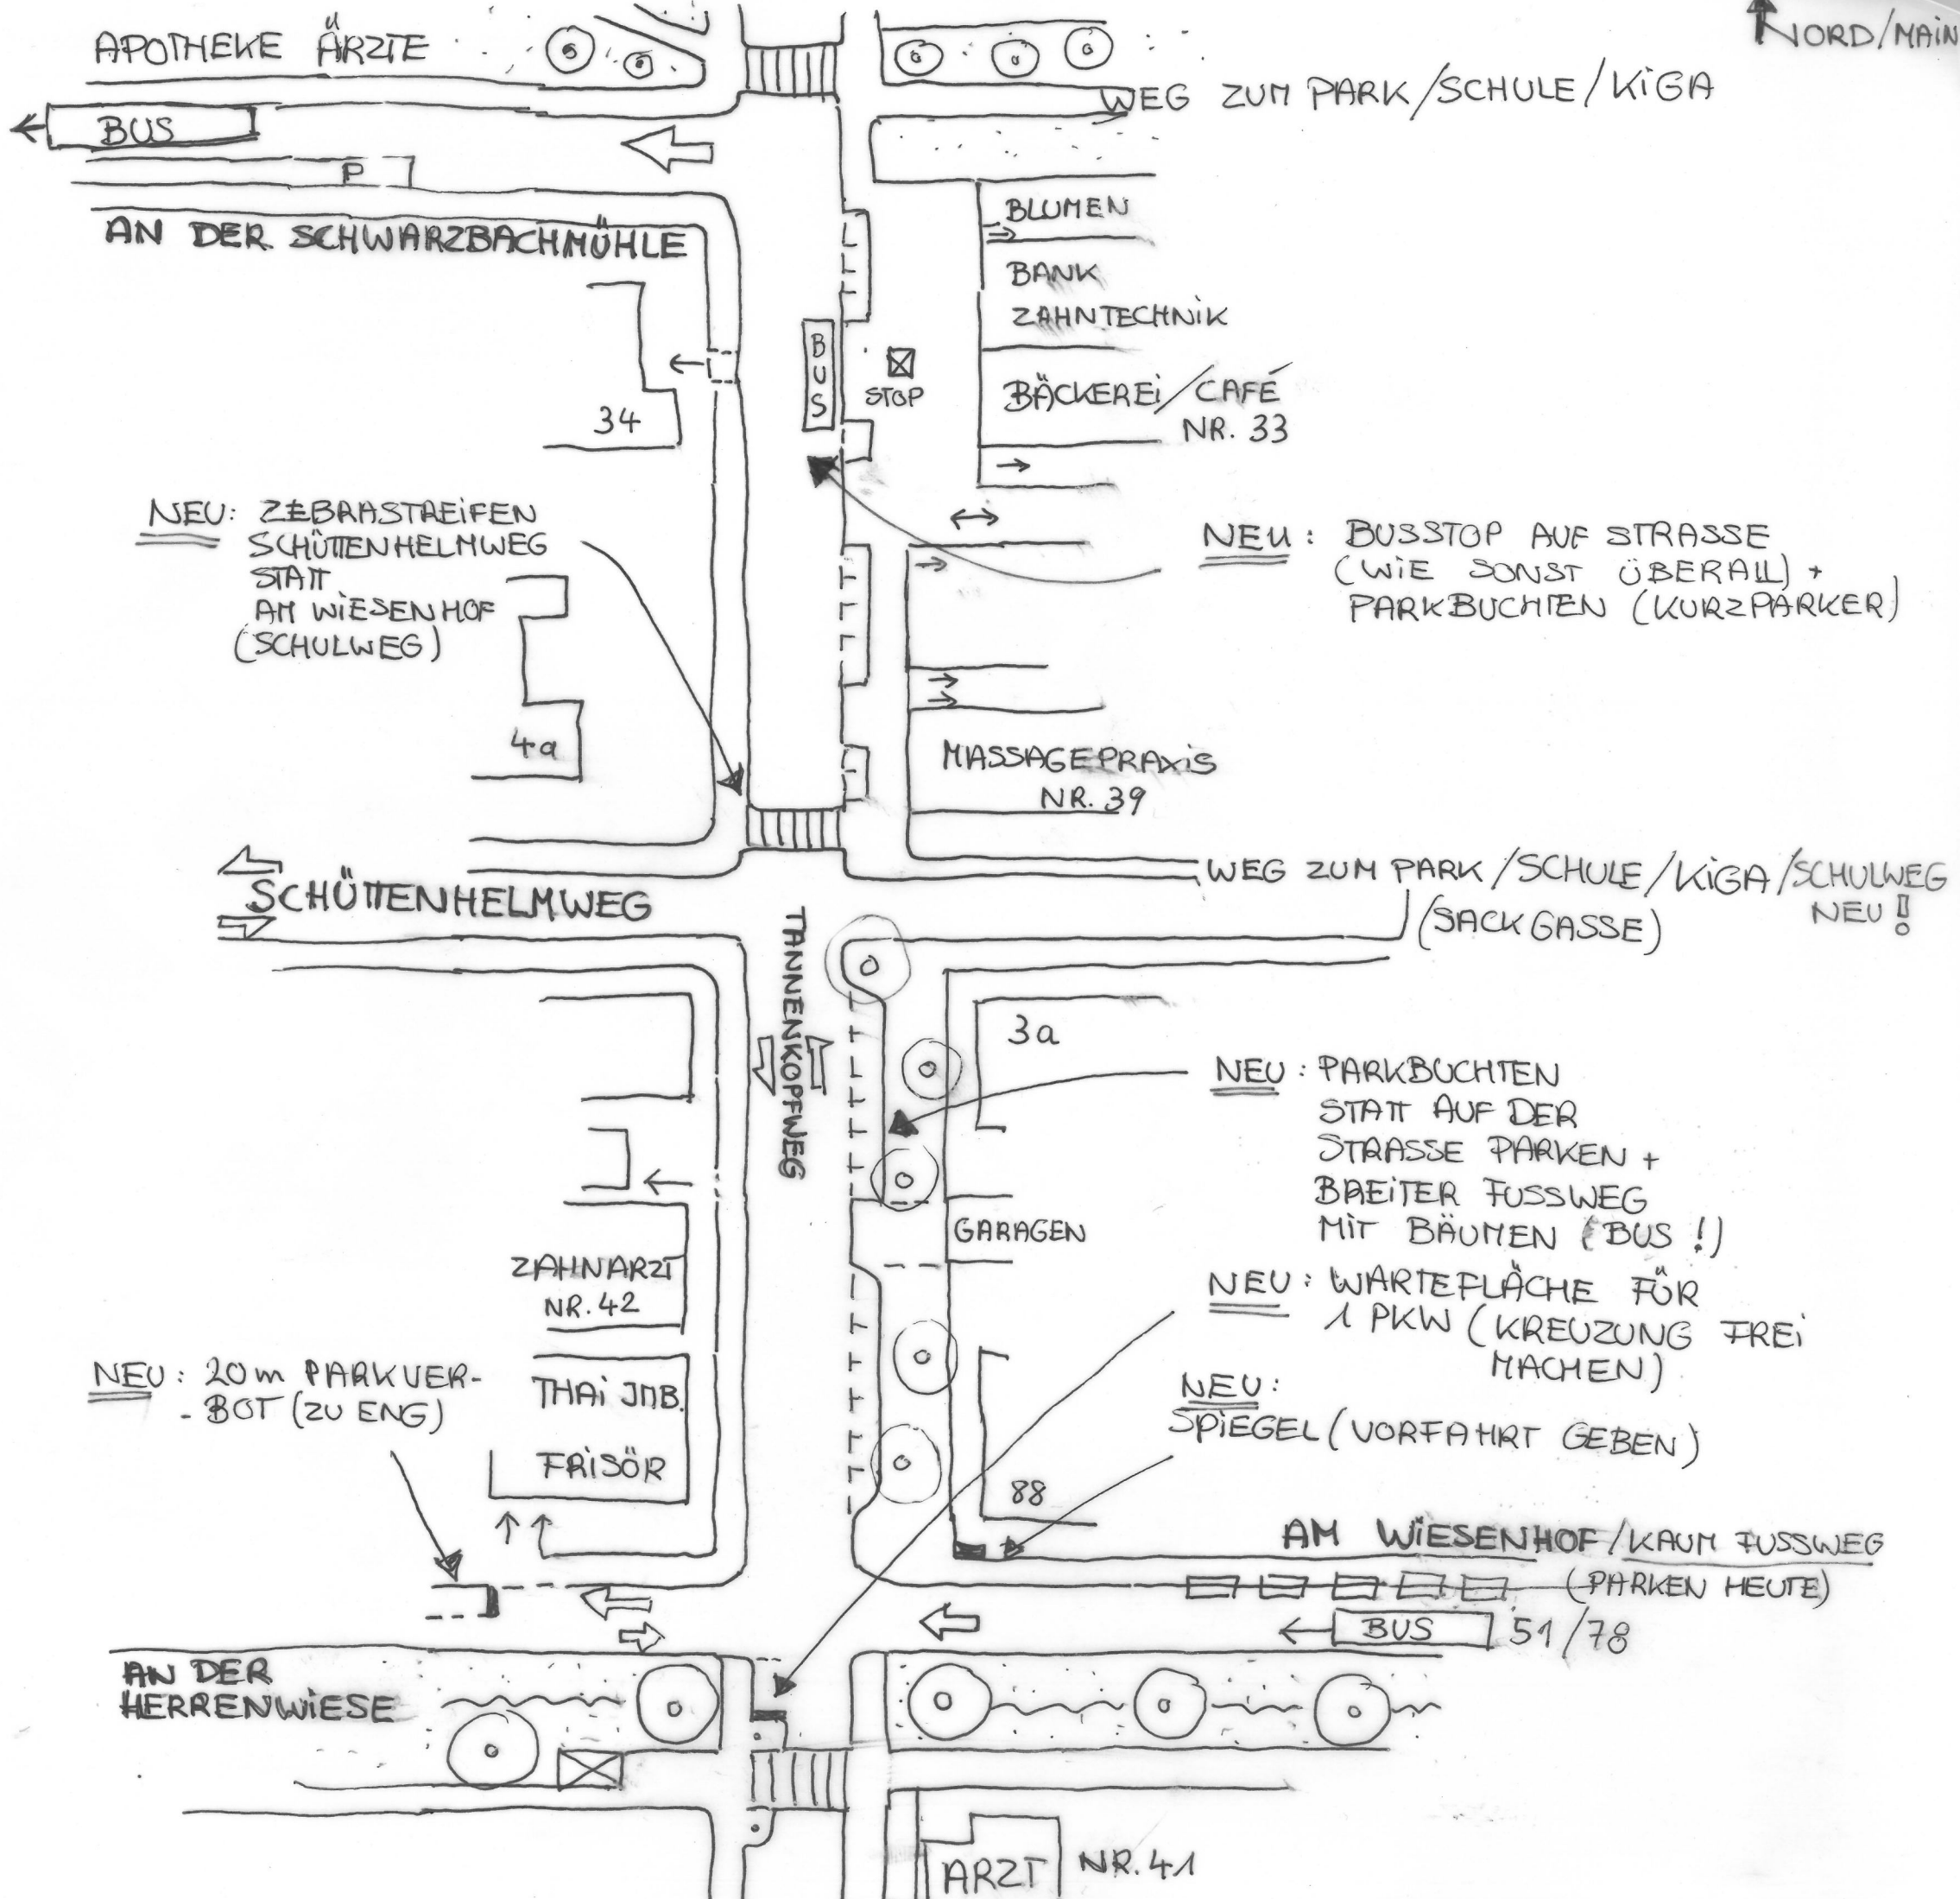 NORD/MAIN
APOTHEKE ÄRZTE
WEG ZUM PARK/SCHULE/KiGA
BUS
P
AN DER SCHWARZBACHMÜHLE
BLUMEN
BANK
ZAHNTECHNiK
BUS
STOP
BÄCKEREi/CAFÉ
NR. 33
34
NEU: ZEBRASTREiFEN
SCHÜTTENHELMWEG
STATT
AM WiESENHOF
(SCHULWEG)
NEU: BUSSTOP AUF STRASSE
(WiE SONST ÜBERALL) +
PARKBUCHTEN (KURZPARKER)
4a
MASSAGEPRAXiS
NR. 39
SCHÜTTENHELMWEG
WEG ZUM PARK/SCHULE/KiGA/SCHULWEG
NEU!
(SACKGASSE)
TANNENKOPFWEG
3a
NEU: PARKBUCHTEN
STATT AUF DER
STRASSE PARKEN +
BREiTER FUSSWEG
MiT BÄUMEN (BUS!)
GARAGEN
ZAHNARZT
NR. 42
NEU: WARTEFLÄCHE FÜR
1 PKW (KREUZUNG FREi
MACHEN)
NEU: 20m PARKVER-
- BOT (ZU ENG)
THAi JMB.
FRiSÖR
NEU:
SPiEGEL (VORFAHRT GEBEN)
88
AM WiESENHOF/KAUM FUSSWEG
(PARKEN HEUTE)
BUS 51/78
AN DER
HERRENWiESE
ARZT NR. 41